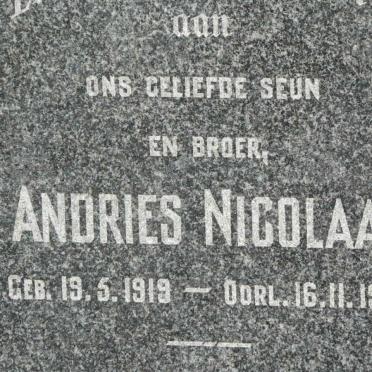 aan
ONS GELIEFDE SEUN
EN BROER,
ANDRIES NICOLAA
GEB. 19.5.1919 — OORL. 16.11.19